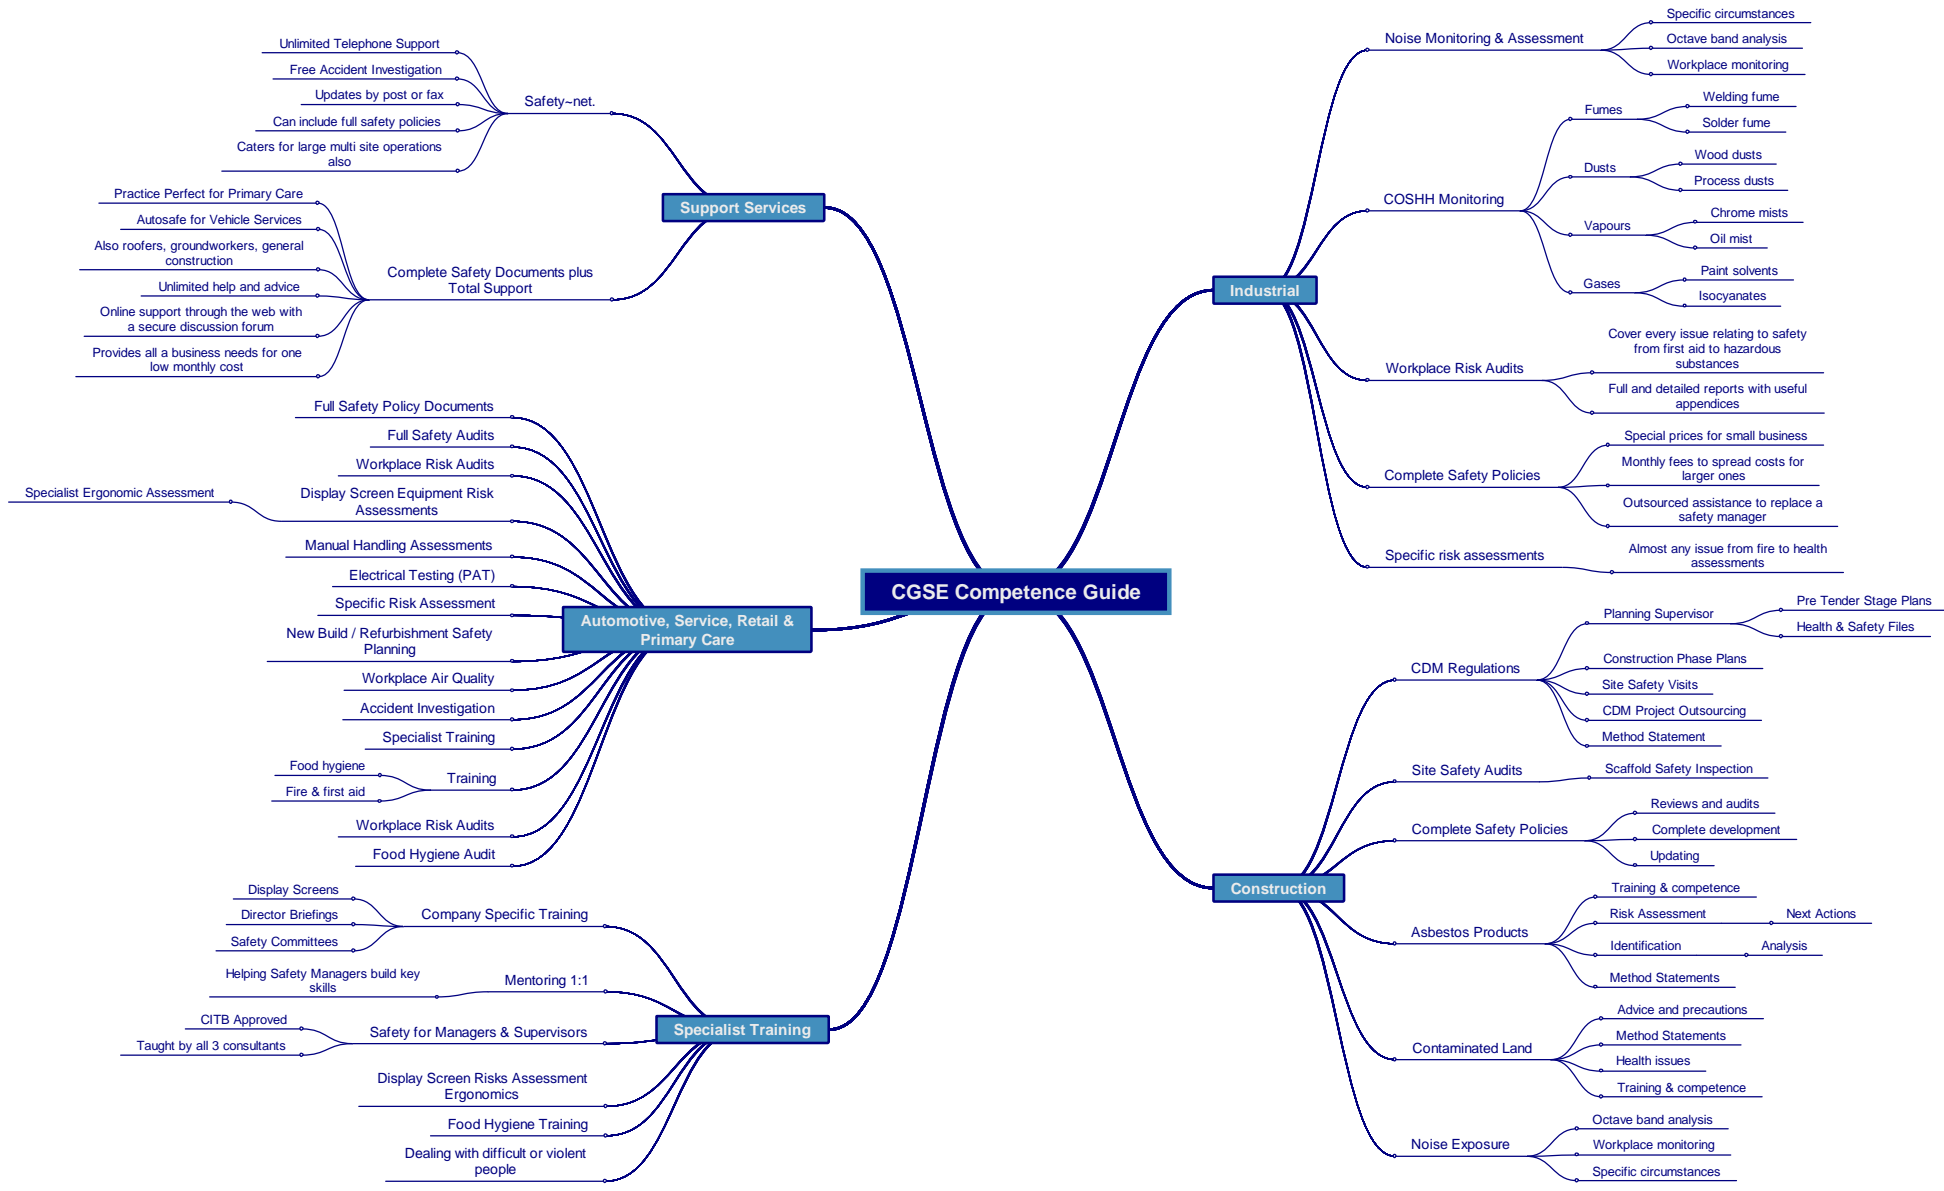 CGSE Competence Guide
Support Services
Safety~net.
Unlimited Telephone Support
Free Accident Investigation
Updates by post or fax
Can include full safety policies
Caters for large multi site operations
also
Complete Safety Documents plus
Total Support
Practice Perfect for Primary Care
Autosafe for Vehicle Services
Also roofers, groundworkers, general
construction
Unlimited help and advice
Online support through the web with
a secure discussion forum
Provides all a business needs for one
low monthly cost
Automotive, Service, Retail &
Primary Care
Full Safety Policy Documents
Full Safety Audits
Workplace Risk Audits
Display Screen Equipment Risk
Assessments
Specialist Ergonomic Assessment
Manual Handling Assessments
Electrical Testing (PAT)
Specific Risk Assessment
New Build / Refurbishment Safety
Planning
Workplace Air Quality
Accident Investigation
Specialist Training
Training
Food hygiene
Fire & first aid
Workplace Risk Audits
Food Hygiene Audit
Specialist Training
Company Specific Training
Display Screens
Director Briefings
Safety Committees
Mentoring 1:1
Helping Safety Managers build key
skills
Safety for Managers & Supervisors
CITB Approved
Taught by all 3 consultants
Display Screen Risks Assessment
Ergonomics
Food Hygiene Training
Dealing with difficult or violent
people
Industrial
Noise Monitoring & Assessment
Specific circumstances
Octave band analysis
Workplace monitoring
COSHH Monitoring
Fumes
Welding fume
Solder fume
Dusts
Wood dusts
Process dusts
Vapours
Chrome mists
Oil mist
Gases
Paint solvents
Isocyanates
Workplace Risk Audits
Cover every issue relating to safety
from first aid to hazardous
substances
Full and detailed reports with useful
appendices
Complete Safety Policies
Special prices for small business
Monthly fees to spread costs for
larger ones
Outsourced assistance to replace a
safety manager
Specific risk assessments
Almost any issue from fire to health
assessments
Construction
CDM Regulations
Planning Supervisor
Pre Tender Stage Plans
Health & Safety Files
Construction Phase Plans
Site Safety Visits
CDM Project Outsourcing
Method Statement
Site Safety Audits
Scaffold Safety Inspection
Complete Safety Policies
Reviews and audits
Complete development
Updating
Asbestos Products
Training & competence
Risk Assessment
Next Actions
Identification
Analysis
Method Statements
Contaminated Land
Advice and precautions
Method Statements
Health issues
Training & competence
Noise Exposure
Octave band analysis
Workplace monitoring
Specific circumstances